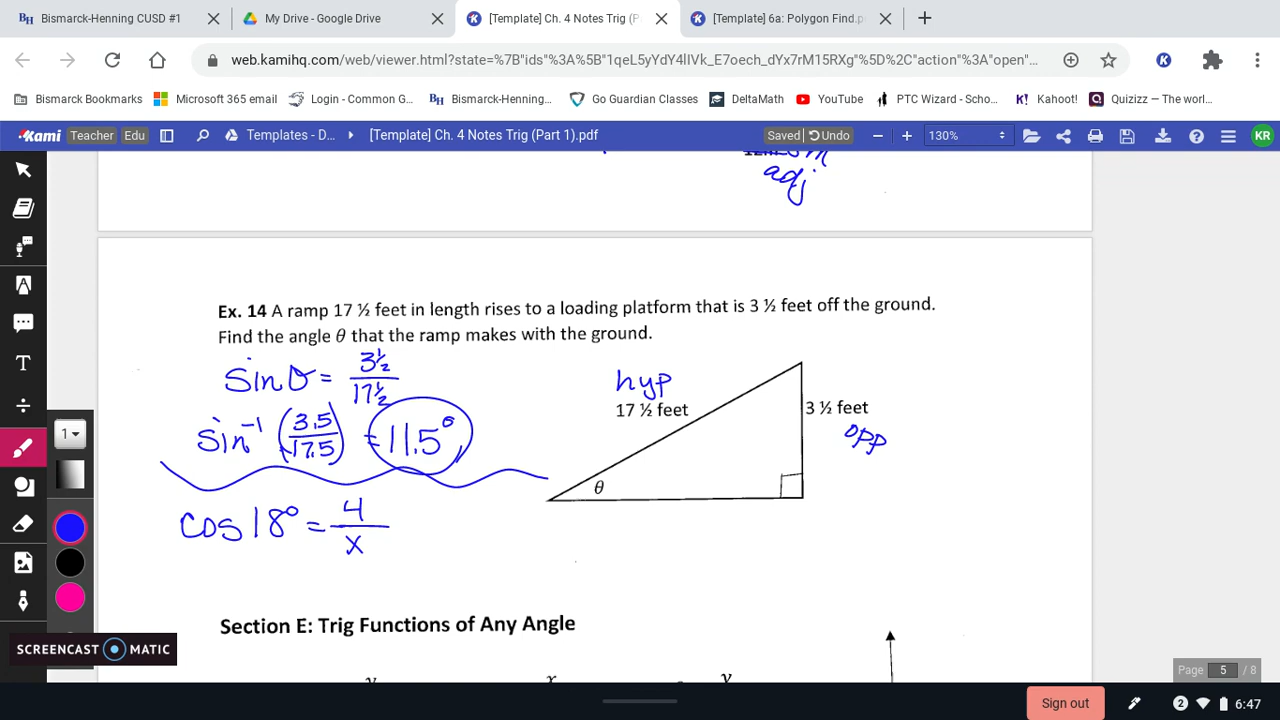 Bismarck-Henning CUSD #1
My Drive - Google Drive
[Template] Ch. 4 Notes Trig (P
[Template] 6a: Polygon Find.p
web.kamihq.com/web/viewer.html?state=%7B"ids"%3A%5B"1qeL5yYdY4lIVk_E7oech_dYx7rM15RXg"%5D%2C"action"%3A"open"...
Bismarck Bookmarks
Microsoft 365 email
Login - Common G...
BH Bismarck-Henning...
Go Guardian Classes
DeltaMath
YouTube
PTC Wizard - Scho...
K! Kahoot!
Quizizz — The worl...
Kami Teacher Edu
Templates - D...
[Template] Ch. 4 Notes Trig (Part 1).pdf
Saved Undo
130%
KR
adj
Ex. 14 A ramp 17 ½ feet in length rises to a loading platform that is 3 ½ feet off the ground.
Find the angle θ that the ramp makes with the ground.
sin θ = 3½/17½
hyp
17 ½ feet
3 ½ feet
opp
sin⁻¹ (3.5/17.5) = 11.5°
θ
cos 18° = 4/x
1
Section E: Trig Functions of Any Angle
SCREENCAST MATIC
Page 5 / 8
Sign out
2
6:47